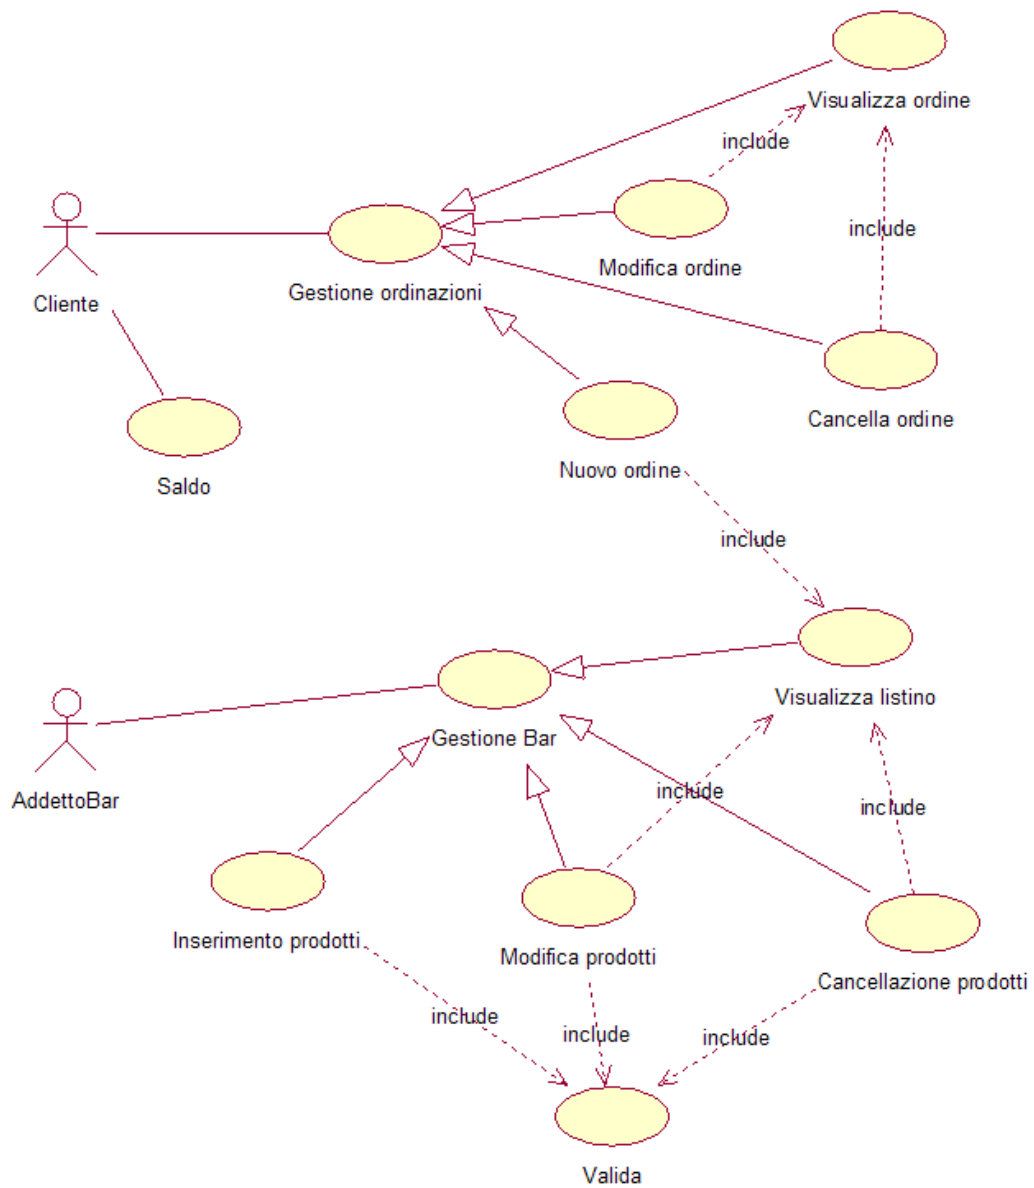 Visualizza ordine
include
include
Modifica ordine
Gestione ordinazioni
Cliente
Cancella ordine
Nuovo ordine
Saldo
include
Visualizza listino
Gestione Bar
AddettoBar
include
include
Inserimento prodotti
Modifica prodotti
Cancellazione prodotti
include
include
include
Valida